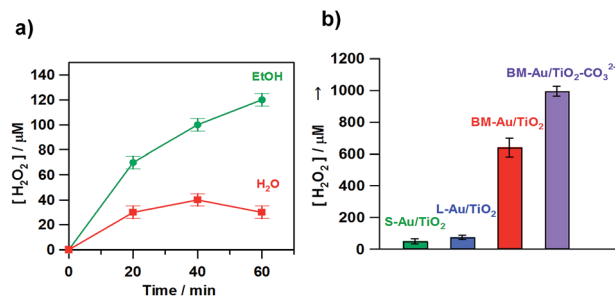 a)
b)
[ H₂O₂ ] / μM
140
120
100
80
60
40
20
0
EtOH
H₂O
0
20
40
60
Time / min
[ H₂O₂ ] / μM →
1200
1000
800
600
400
200
0
S-Au/TiO₂
L-Au/TiO₂
BM-Au/TiO₂
BM-Au/TiO₂-CO₃²⁻